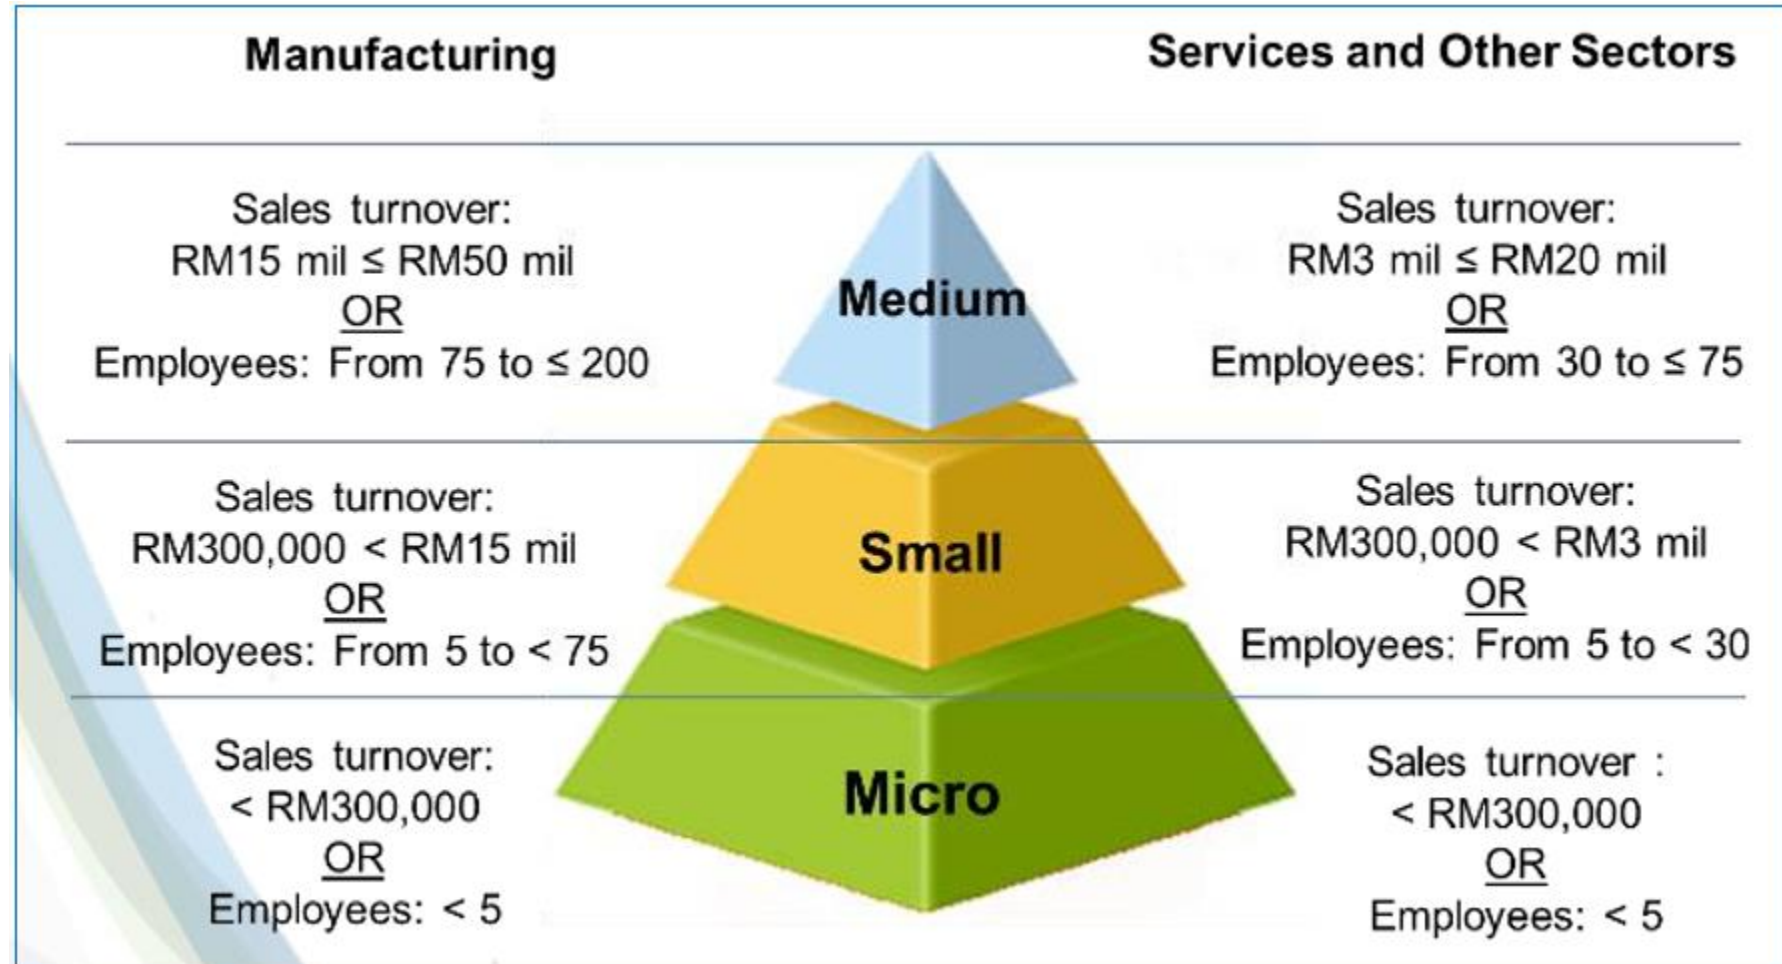 Manufacturing
Services and Other Sectors
Sales turnover:
RM15 mil ≤ RM50 mil
OR
Employees: From 75 to ≤ 200
Medium
Sales turnover:
RM3 mil ≤ RM20 mil
OR
Employees: From 30 to ≤ 75
Sales turnover:
RM300,000 < RM15 mil
OR
Employees: From 5 to < 75
Small
Sales turnover:
RM300,000 < RM3 mil
OR
Employees: From 5 to < 30
Sales turnover:
< RM300,000
OR
Employees: < 5
Micro
Sales turnover :
< RM300,000
OR
Employees: < 5